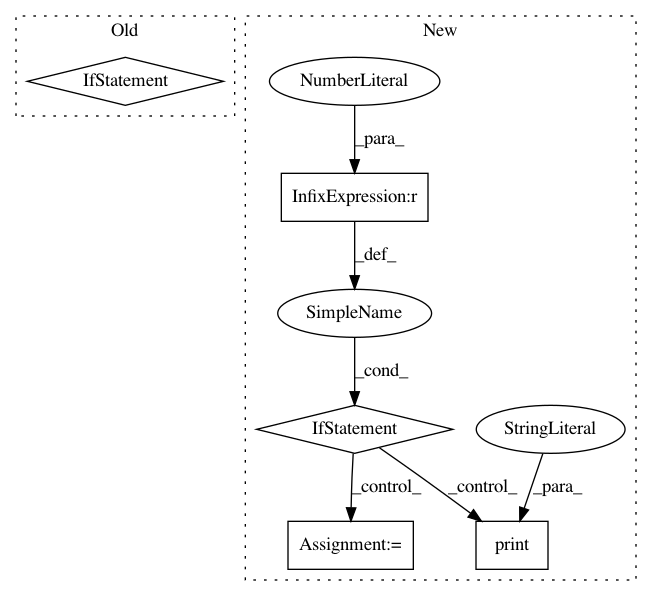 Old
New
IfStatement
NumberLiteral
_para_
InfixExpression:r
_def_
SimpleName
_cond_
IfStatement
StringLiteral
_control_
_control_
_para_
Assignment:=
print